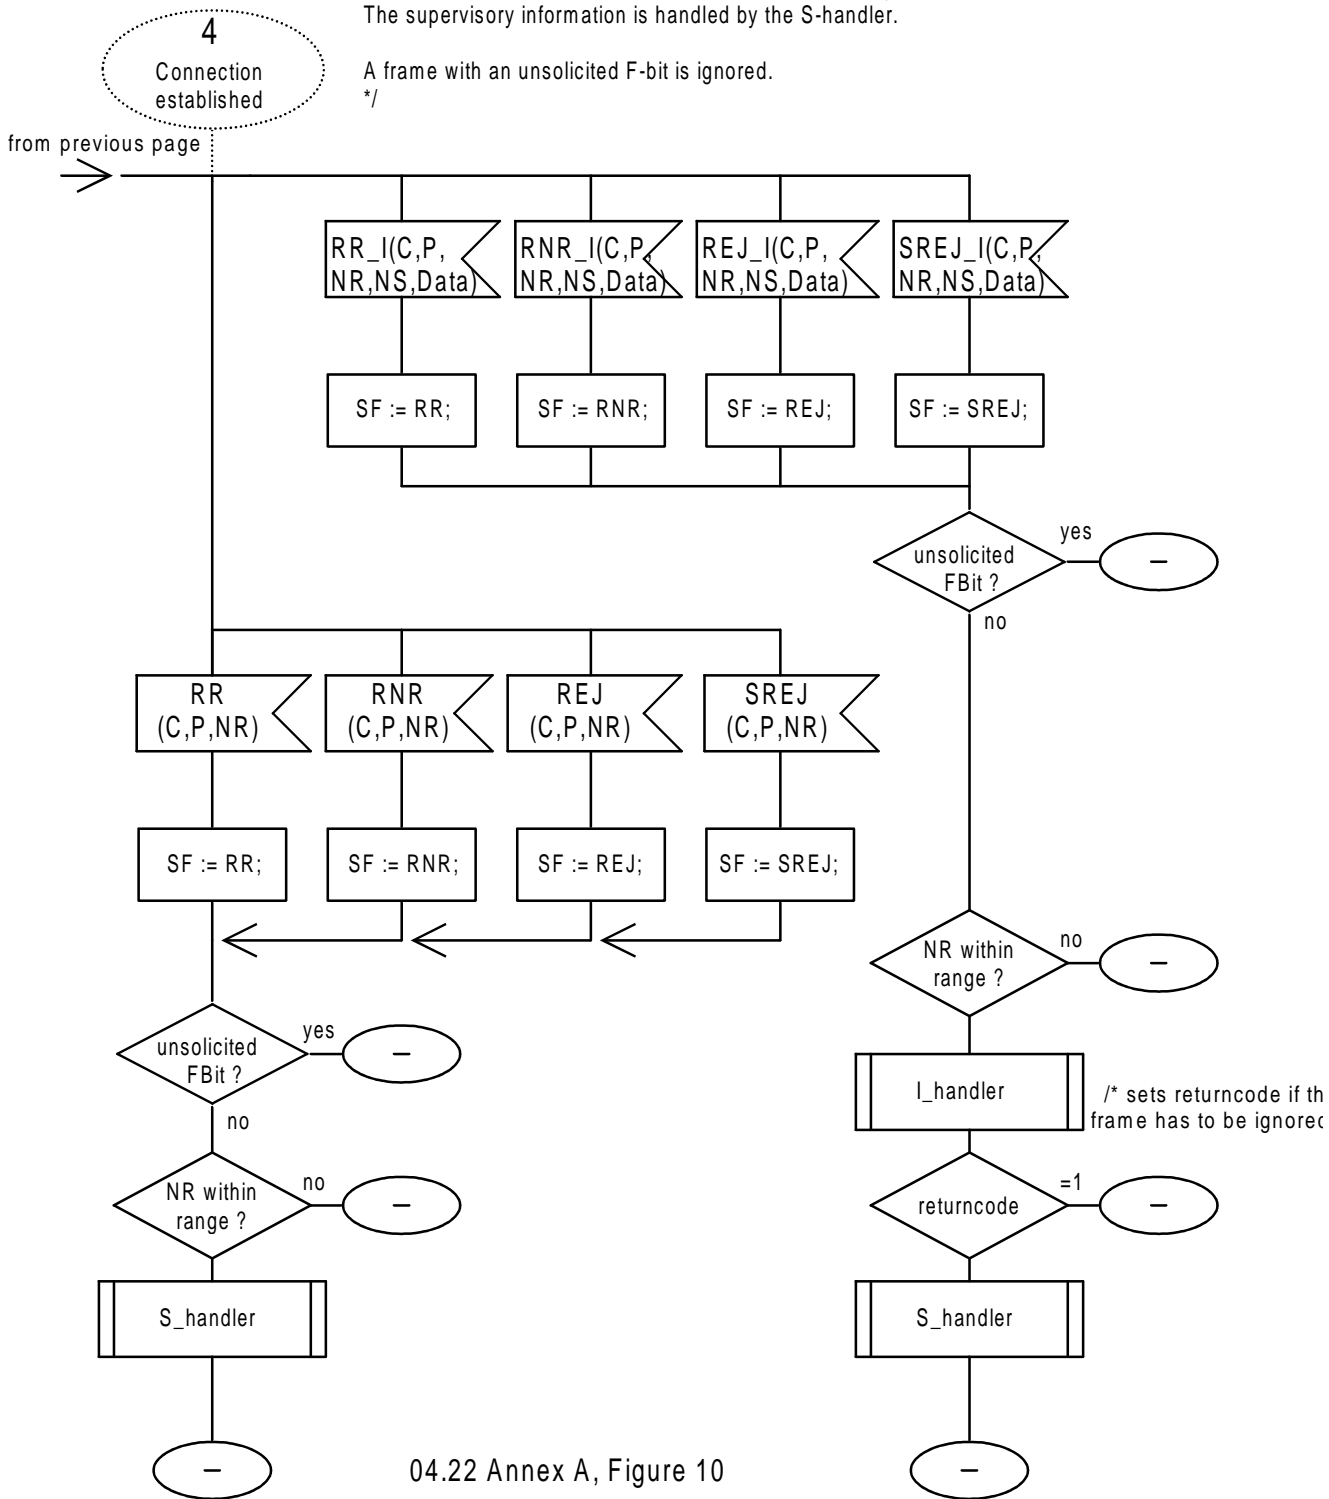 The supervisory information is handled by the S-handler.
4
Connection
established
A frame with an unsolicited F-bit is ignored.
*/
from previous page
RR_I(C,P,
NR,NS,Data)
RNR_I(C,P,
NR,NS,Data)
REJ_I(C,P,
NR,NS,Data)
SREJ_I(C,P,
NR,NS,Data)
SF := RR;
SF := RNR;
SF := REJ;
SF := SREJ;
unsolicited
FBit ?
yes
–
no
RR
(C,P,NR)
RNR
(C,P,NR)
REJ
(C,P,NR)
SREJ
(C,P,NR)
SF := RR;
SF := RNR;
SF := REJ;
SF := SREJ;
NR within
range ?
no
–
unsolicited
FBit ?
yes
–
no
I_handler
/* sets returncode if th
frame has to be ignored
NR within
range ?
no
–
returncode
=1
–
S_handler
S_handler
–
–
04.22 Annex A, Figure 10